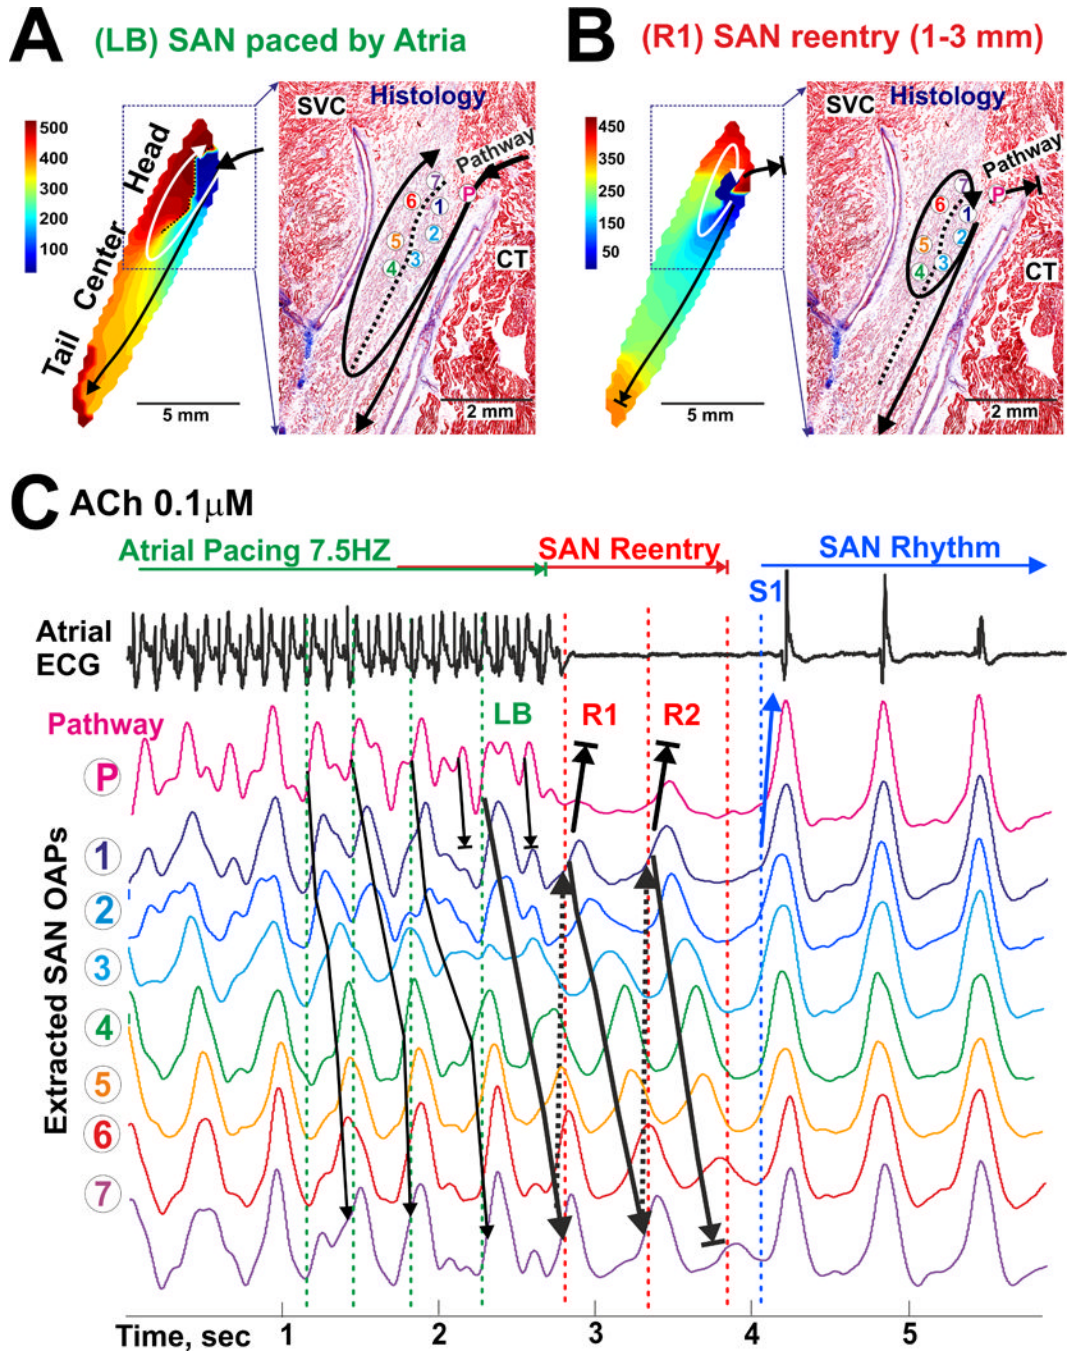 A (LB) SAN paced by Atria
500
400
300
200
100
Head
Center
Tail
5 mm
SVC
Histology
Pathway
P
7
6
1
5
2
4
3
CT
2 mm
B (R1) SAN reentry (1-3 mm)
450
350
250
150
50
5 mm
SVC
Histology
Pathway
P
7
6
1
5
2
4
3
CT
2 mm
C ACh 0.1μM
Atrial Pacing 7.5HZ
SAN Reentry
SAN Rhythm
S1
Atrial
ECG
Pathway
LB
R1
R2
Extracted SAN OAPs
P
1
2
3
4
5
6
7
Time, sec
1 2 3 4 5